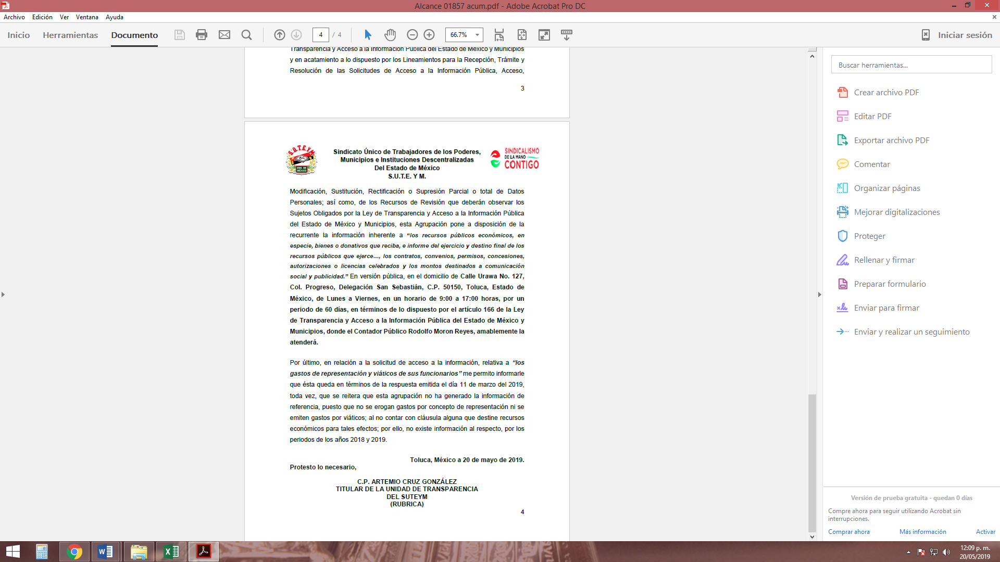 Alcance 01857 acum.pdf - Adobe Acrobat Pro DC
Archivo Edición Ver Ventana Ayuda
Inicio Herramientas Documento 4 / 4 66.7% Iniciar sesión
Transparencia y Acceso a la Información Pública del Estado de México y Municipios
y en acatamiento a lo dispuesto por los Lineamientos para la Recepción, Trámite y
Resolución de las Solicitudes de Acceso a la Información Pública, Acceso,
3
S.U.T.E.Y.M.
EDO. DE
MÉXICO
Sindicato Único de Trabajadores de los Poderes,
Municipios e Instituciones Descentralizadas
Del Estado de México
S.U.T.E. Y M.
SINDICALISMO
DE LA MANO
CONTIGO
Modificación, Sustitución, Rectificación o Supresión Parcial o total de Datos
Personales; así como, de los Recursos de Revisión que deberán observar los
Sujetos Obligados por la Ley de Transparencia y Acceso a la Información Pública
del Estado de México y Municipios, esta Agrupación pone a disposición de la
recurrente la información inherente a “los recursos públicos económicos, en
especie, bienes o donativos que reciba, e informe del ejercicio y destino final de los
recursos públicos que ejerce…, los contratos, convenios, permisos, concesiones,
autorizaciones o licencias celebrados y los montos destinados a comunicación
social y publicidad.” En versión pública, en el domicilio de Calle Urawa No. 127,
Col. Progreso, Delegación San Sebastián, C.P. 50150, Toluca, Estado de
México, de Lunes a Viernes, en un horario de 9:00 a 17:00 horas, por un
periodo de 60 días, en términos de lo dispuesto por el artículo 166 de la Ley
de Transparencia y Acceso a la Información Pública del Estado de México y
Municipios, donde el Contador Público Rodolfo Moron Reyes, amablemente la
atenderá.
Por último, en relación a la solicitud de acceso a la información, relativa a “los
gastos de representación y viáticos de sus funcionarios” me permito informarle
que ésta queda en términos de la respuesta emitida el día 11 de marzo del 2019,
toda vez, que se reitera que esta agrupación no ha generado la información de
referencia, puesto que no se erogan gastos por concepto de representación ni se
emiten gastos por viáticos; al no contar con cláusula alguna que destine recursos
económicos para tales efectos; por ello, no existe información al respecto, por los
periodos de los años 2018 y 2019.
Toluca, México a 20 de mayo de 2019.
Protesto lo necesario,
C.P. ARTEMIO CRUZ GONZÁLEZ
TITULAR DE LA UNIDAD DE TRANSPARENCIA
DEL SUTEYM
(RUBRICA)
4
Buscar herramientas...
Crear archivo PDF
Editar PDF
Exportar archivo PDF
Comentar
Organizar páginas
Mejorar digitalizaciones
Proteger
Rellenar y firmar
Preparar formulario
Enviar para firmar
Enviar y realizar un seguimiento
Versión de prueba gratuita - quedan 0 días
Compre ahora para seguir utilizando Acrobat sin
interrupciones.
Comprar ahora Más información Activar
12:09 p. m.
20/05/2019